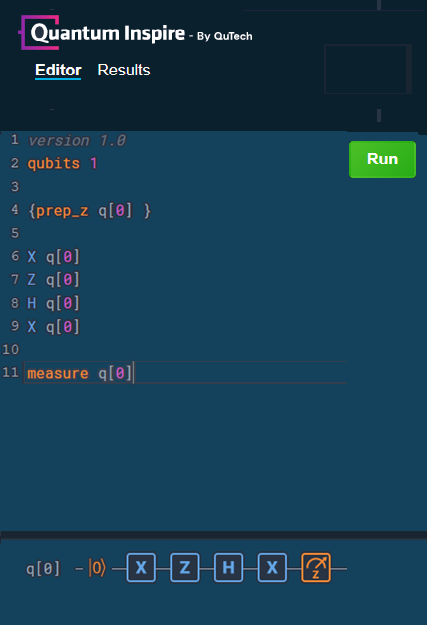 Quantum Inspire - By QuTech
Editor Results
1 version 1.0
2 qubits 1
3
4 {prep_z q[0] }
5
6 X q[0]
7 Z q[0]
8 H q[0]
9 X q[0]
10
11 measure q[0]
Run
q[0] |0⟩ X Z H X Z